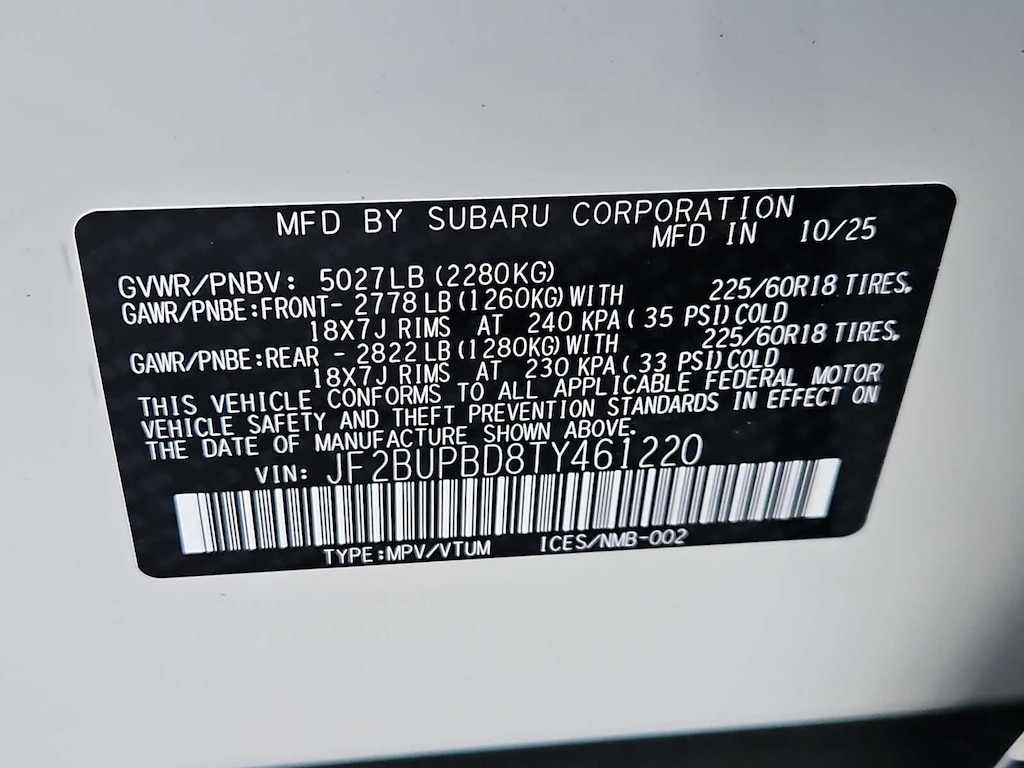 MFD BY SUBARU CORPORATION
MFD IN 10/25
GVWR/PNBV: 5027LB (2280KG)
GAWR/PNBE:FRONT- 2778 LB (1260KG) WITH 225/60R18 TIRES,
18X7J RIMS AT 240 KPA ( 35 PSI) COLD
GAWR/PNBE:REAR - 2822 LB (1280KG) WITH 225/60R18 TIRES,
18X7J RIMS AT 230 KPA ( 33 PSI) COLD
THIS VEHICLE CONFORMS TO ALL APPLICABLE FEDERAL MOTOR
VEHICLE SAFETY AND THEFT PREVENTION STANDARDS IN EFFECT ON
THE DATE OF MANUFACTURE SHOWN ABOVE.
VIN: JF2BUPBD8TY461220
TYPE:MPV/VTUM ICES/NMB-002